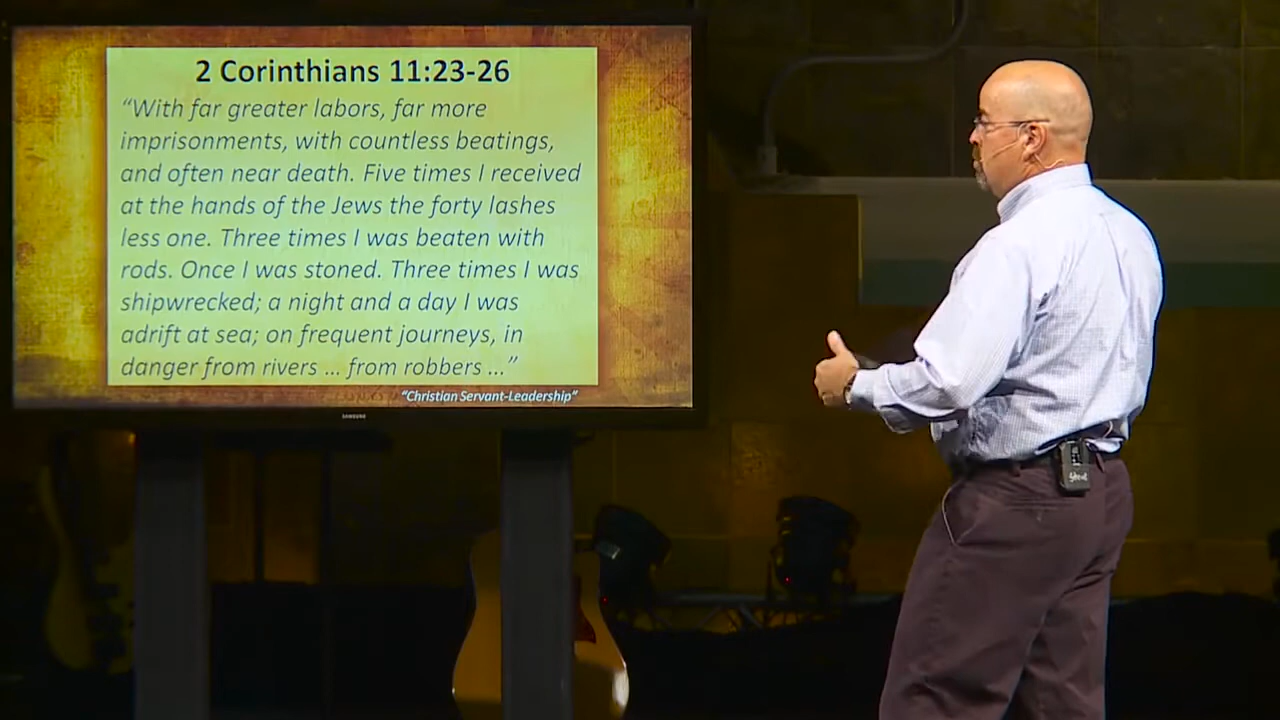 2 Corinthians 11:23-26
“With far greater labors, far more
imprisonments, with countless beatings,
and often near death. Five times I received
at the hands of the Jews the forty lashes
less one. Three times I was beaten with
rods. Once I was stoned. Three times I was
shipwrecked; a night and a day I was
adrift at sea; on frequent journeys, in
danger from rivers ... from robbers ...”
“Christian Servant-Leadership”
SAMSUNG